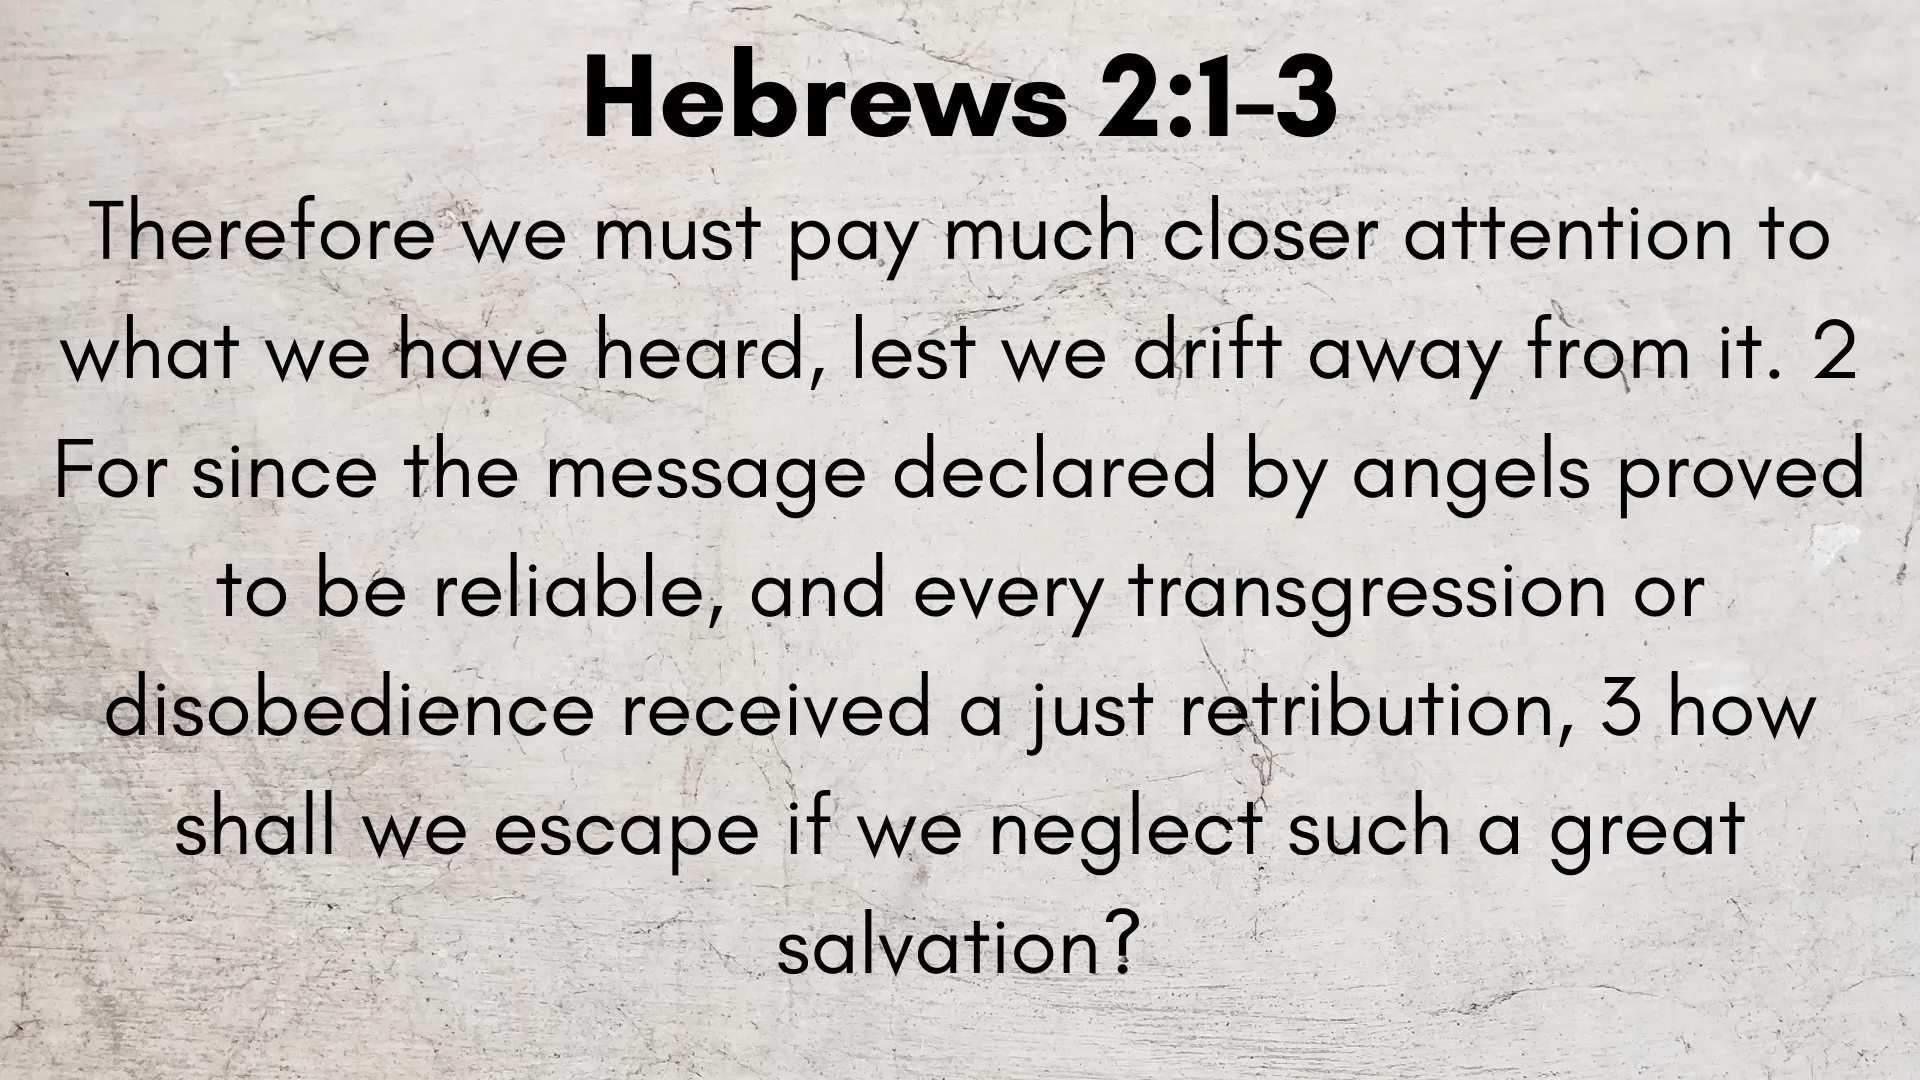 Hebrews 2:1-3
Therefore we must pay much closer attention to
what we have heard, lest we drift away from it. 2
For since the message declared by angels proved
to be reliable, and every transgression or
disobedience received a just retribution, 3 how
shall we escape if we neglect such a great
salvation?